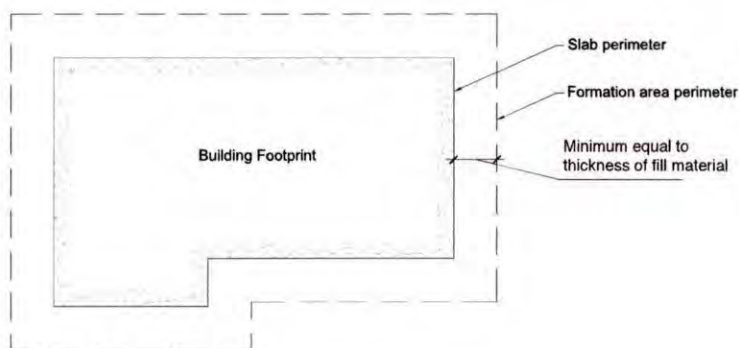 Slab perimeter
Formation area perimeter
Building Footprint
Minimum equal to
thickness of fill material